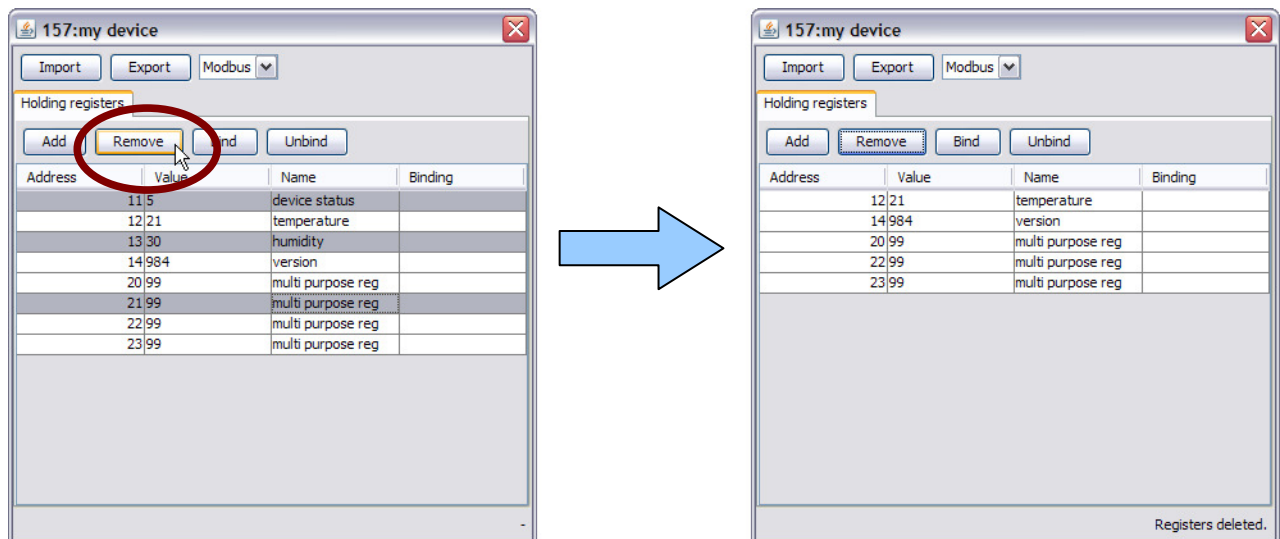 157:my device
Import Export Modbus
Holding registers
Add Remove Bind Unbind
Address Value Name Binding
11 5 device status
12 21 temperature
13 30 humidity
14 984 version
20 99 multi purpose reg
21 99 multi purpose reg
22 99 multi purpose reg
23 99 multi purpose reg
-
157:my device
Import Export Modbus
Holding registers
Add Remove Bind Unbind
Address Value Name Binding
12 21 temperature
14 984 version
20 99 multi purpose reg
22 99 multi purpose reg
23 99 multi purpose reg
Registers deleted.